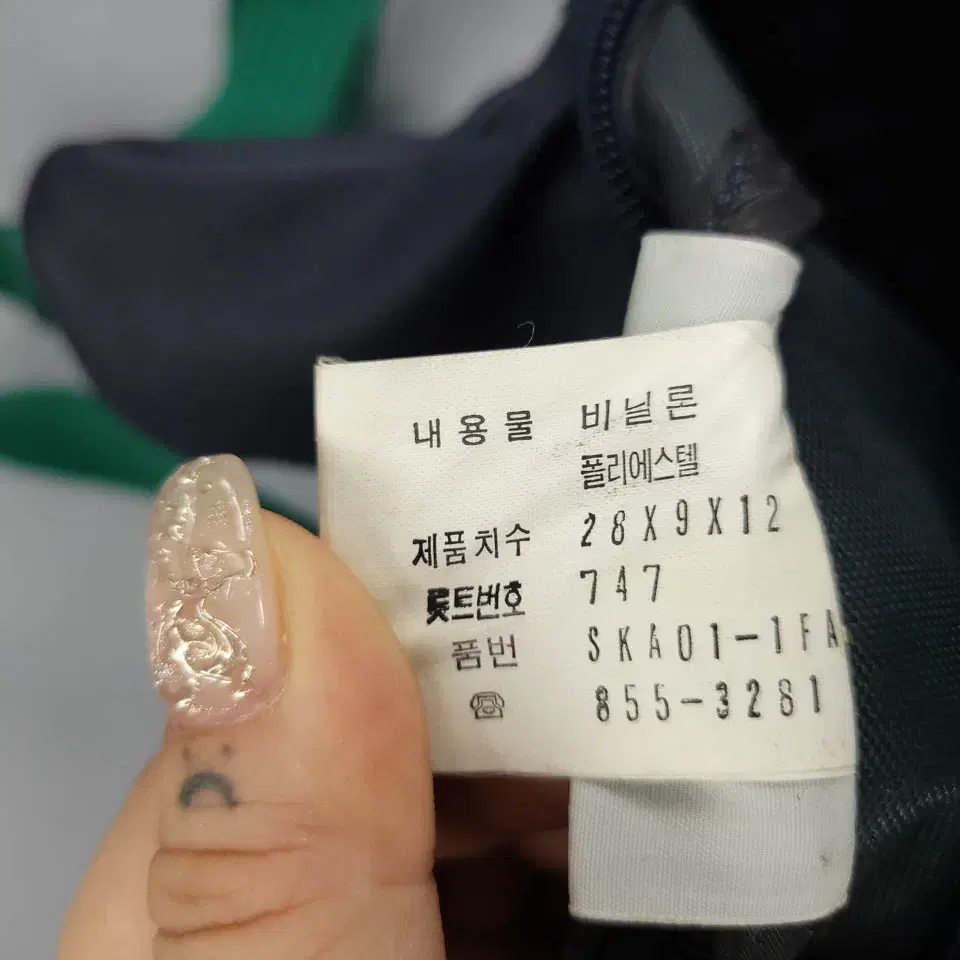 내용물 비닐론
폴리에스텔
제품치수 28X9X12
롯트번호 747
품번 SKA01-1FA
☎ 855-3281